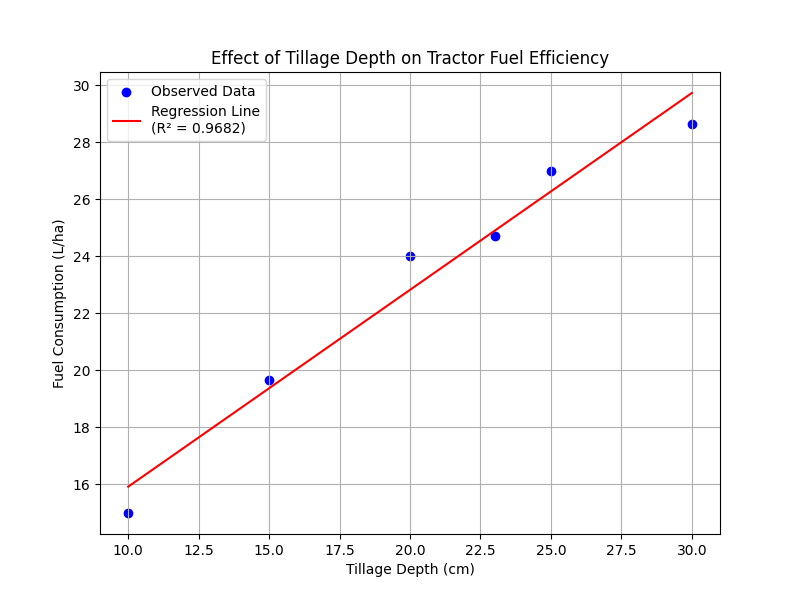 Effect of Tillage Depth on Tractor Fuel Efficiency
Observed Data
Regression Line
(R² = 0.9682)
30
28
26
24
22
20
18
16
Fuel Consumption (L/ha)
10.0 12.5 15.0 17.5 20.0 22.5 25.0 27.5 30.0
Tillage Depth (cm)